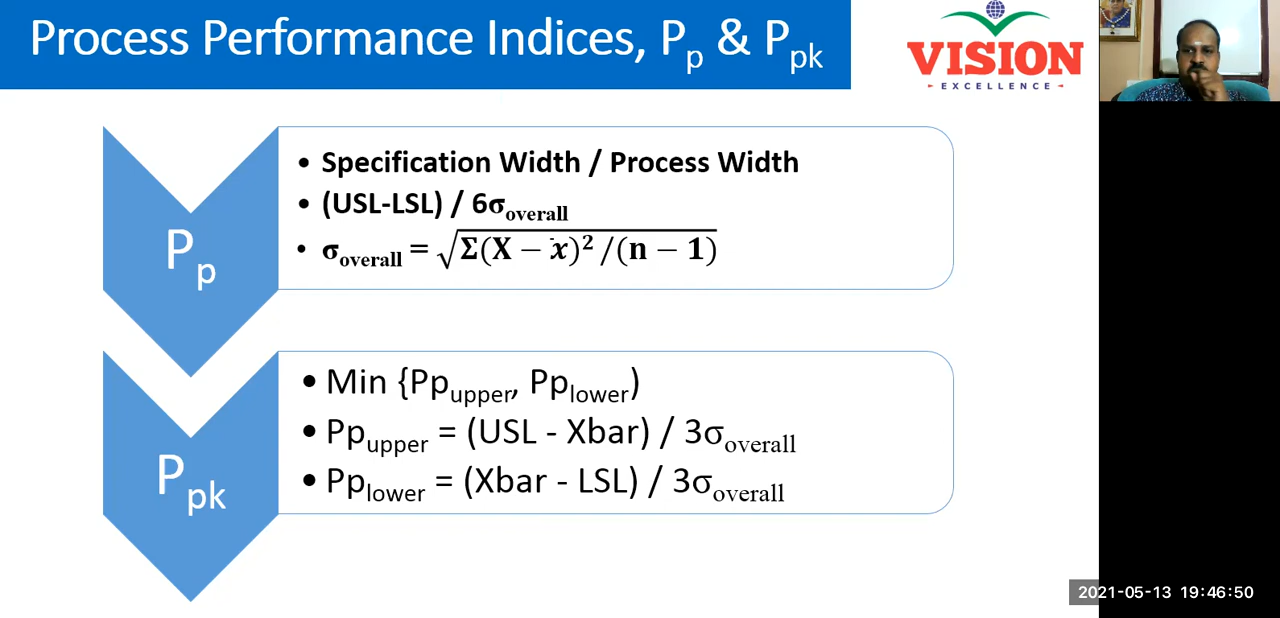 Process Performance Indices, Pp & Ppk
VISION
EXCELLENCE
Pp
• Specification Width / Process Width
• (USL-LSL) / 6σoverall
• σoverall = √Σ(X − x̄)² /(n − 1)
Ppk
• Min {Ppupper, Pplower)
• Ppupper = (USL - Xbar) / 3σoverall
• Pplower = (Xbar - LSL) / 3σoverall
2021-05-13 19:46:50